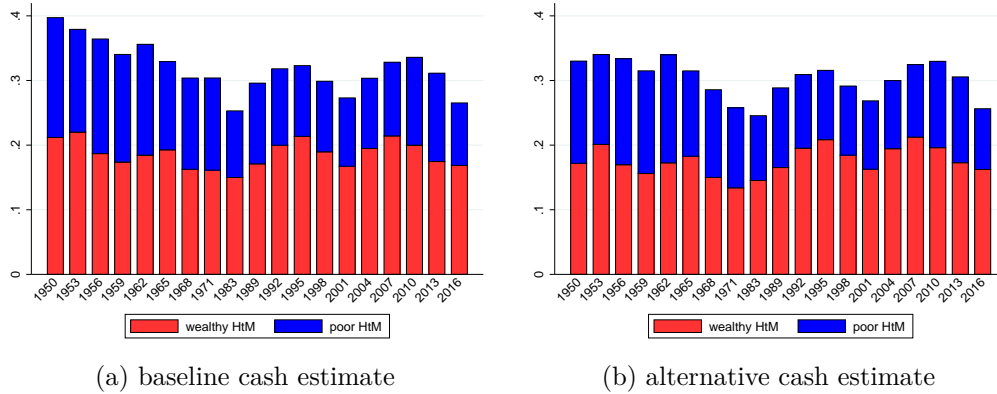 .4
.3
.2
.1
0
1950 1953 1956 1959 1962 1965 1968 1971 1983 1989 1992 1995 1998 2001 2004 2007 2010 2013 2016
wealthy HtM poor HtM
(a) baseline cash estimate
.4
.3
.2
.1
0
1950 1953 1956 1959 1962 1965 1968 1971 1983 1989 1992 1995 1998 2001 2004 2007 2010 2013 2016
wealthy HtM poor HtM
(b) alternative cash estimate